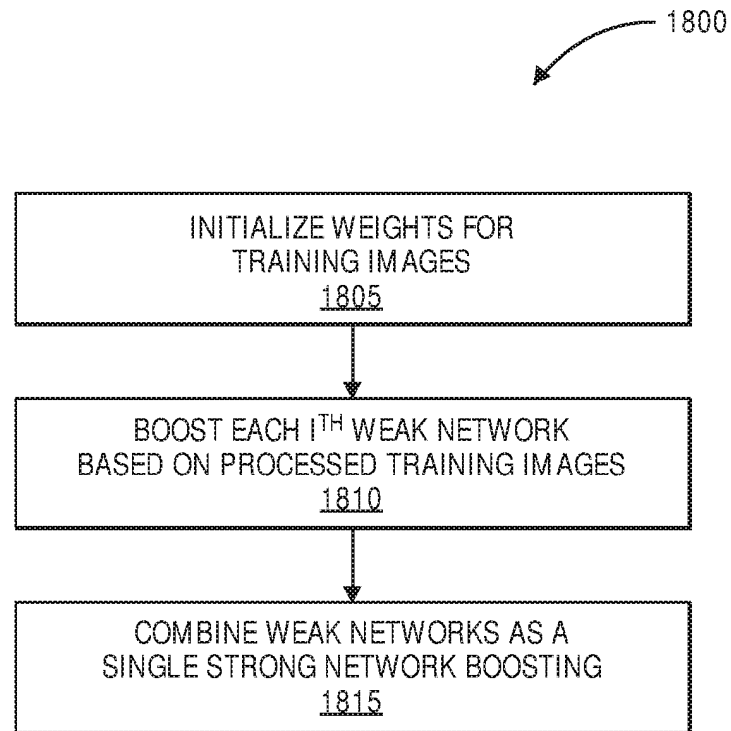 1800
INITIALIZE WEIGHTS FOR
TRAINING IMAGES
1805
BOOST EACH ITH WEAK NETWORK
BASED ON PROCESSED TRAINING IMAGES
1810
COMBINE WEAK NETWORKS AS A
SINGLE STRONG NETWORK BOOSTING
1815